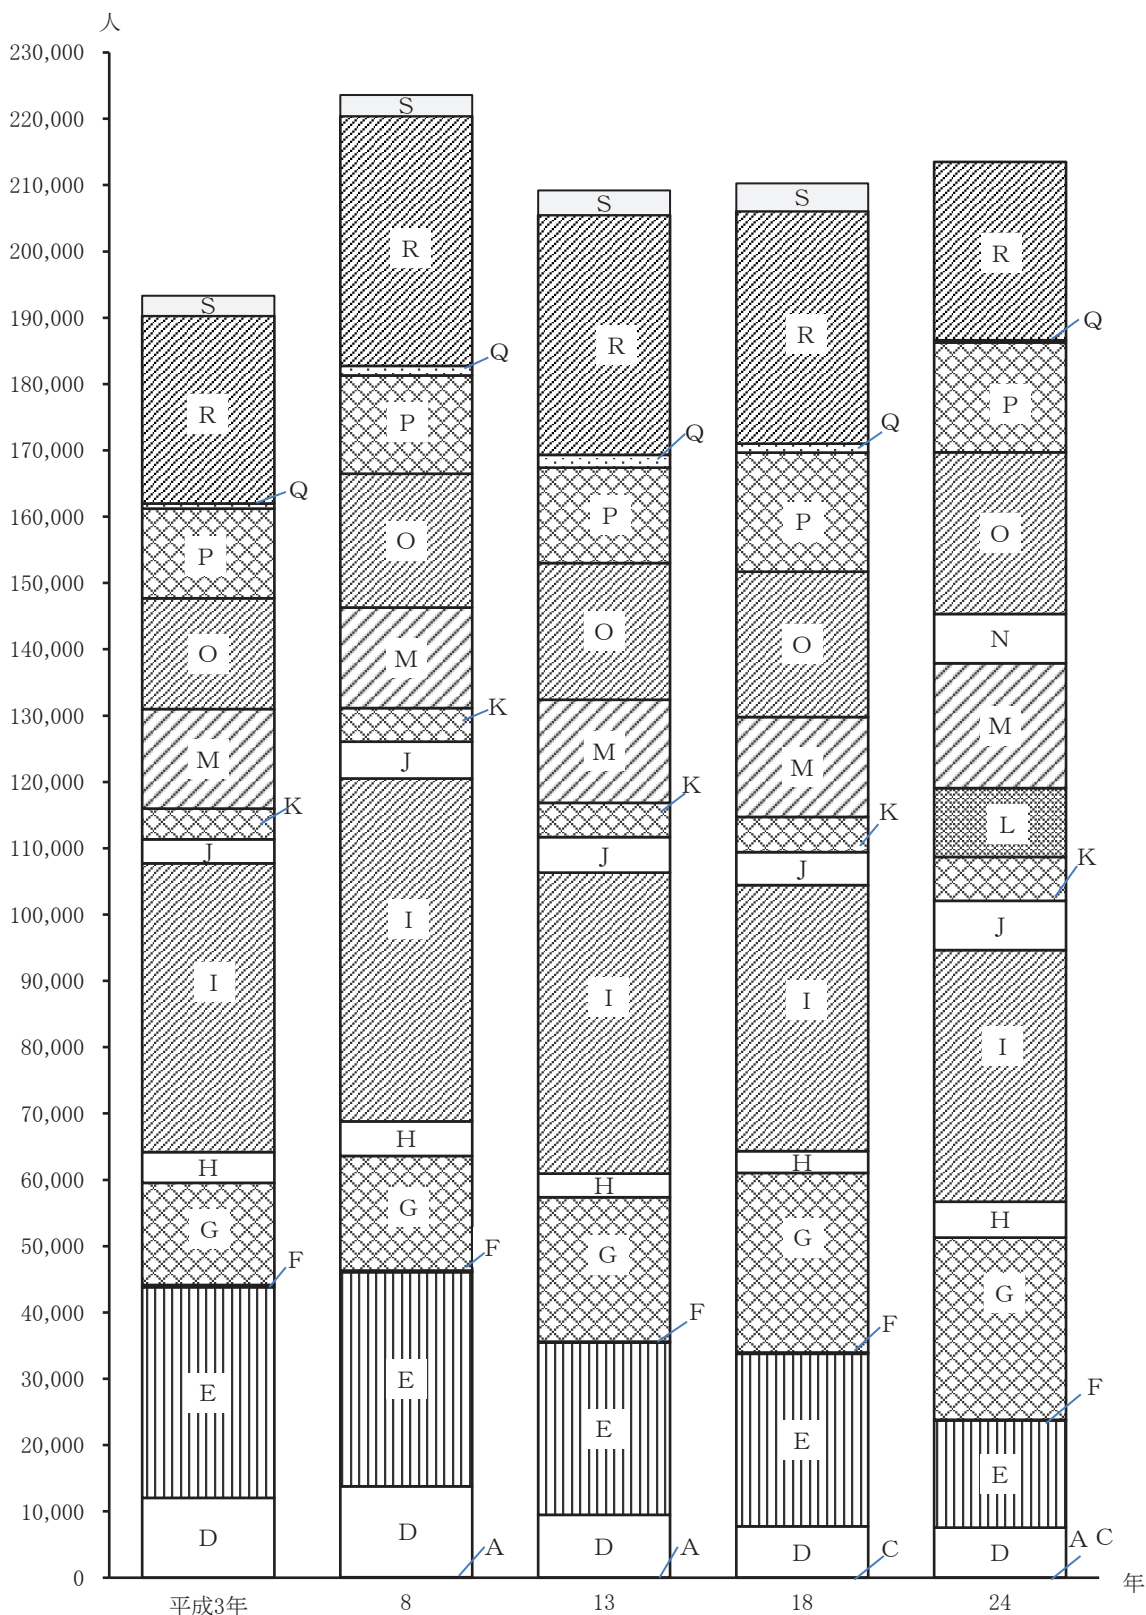 人
230,000
220,000
210,000
200,000
190,000
180,000
170,000
160,000
150,000
140,000
130,000
120,000
110,000
100,000
90,000
80,000
70,000
60,000
50,000
40,000
30,000
20,000
10,000
0
S
R
Q
P
O
M
K
J
I
H
G
F
E
D
S
R
Q
P
O
M
K
J
I
H
G
F
E
D
A
S
R
Q
P
O
M
K
J
I
H
G
F
E
D
A
S
R
Q
P
O
M
K
J
I
H
G
F
E
D
C
R
Q
P
O
N
M
L
K
J
I
H
G
F
E
D
A C
平成3年 8 13 18 24 年